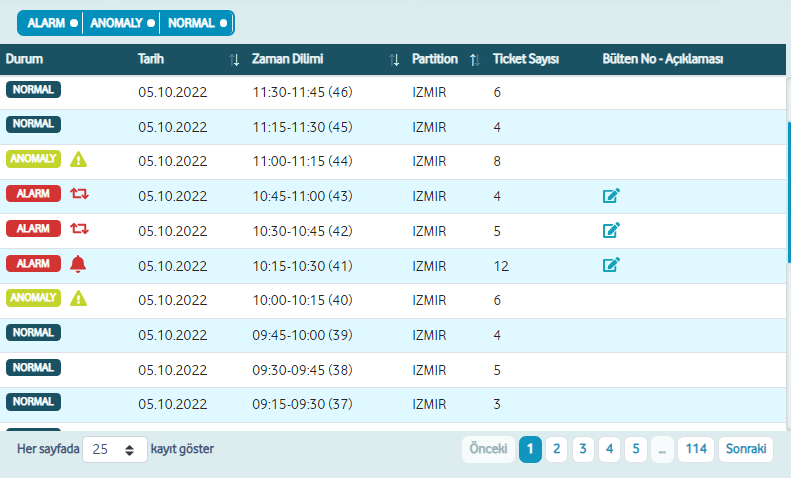 ALARM ANOMALY NORMAL
Durum Tarih Zaman Dilimi Partition Ticket Sayısı Bülten No - Açıklaması
NORMAL 05.10.2022 11:30-11:45 (46) IZMIR 6
NORMAL 05.10.2022 11:15-11:30 (45) IZMIR 4
ANOMALY 05.10.2022 11:00-11:15 (44) IZMIR 8
ALARM 05.10.2022 10:45-11:00 (43) IZMIR 4
ALARM 05.10.2022 10:30-10:45 (42) IZMIR 5
ALARM 05.10.2022 10:15-10:30 (41) IZMIR 12
ANOMALY 05.10.2022 10:00-10:15 (40) IZMIR 6
NORMAL 05.10.2022 09:45-10:00 (39) IZMIR 4
NORMAL 05.10.2022 09:30-09:45 (38) IZMIR 5
NORMAL 05.10.2022 09:15-09:30 (37) IZMIR 3
Her sayfada 25 kayıt göster Önceki 1 2 3 4 5 ... 114 Sonraki